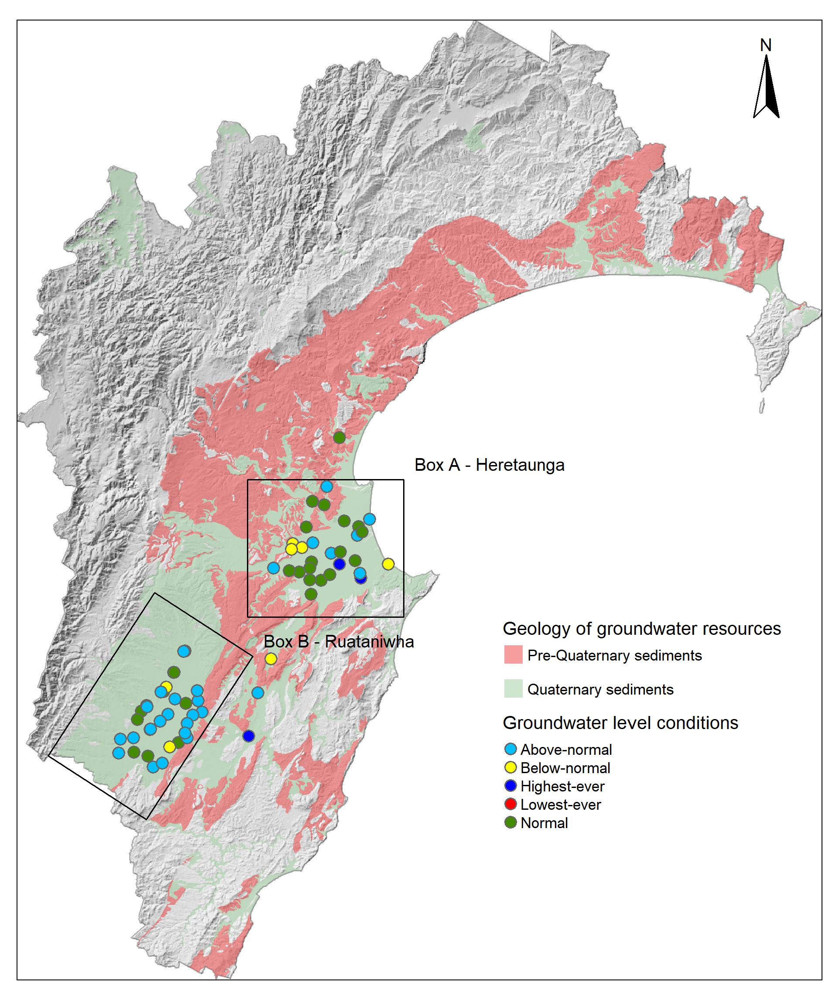 N
Box A - Heretaunga
Box B - Ruataniwha
Geology of groundwater resources
Pre-Quaternary sediments
Quaternary sediments
Groundwater level conditions
Above-normal
Below-normal
Highest-ever
Lowest-ever
Normal